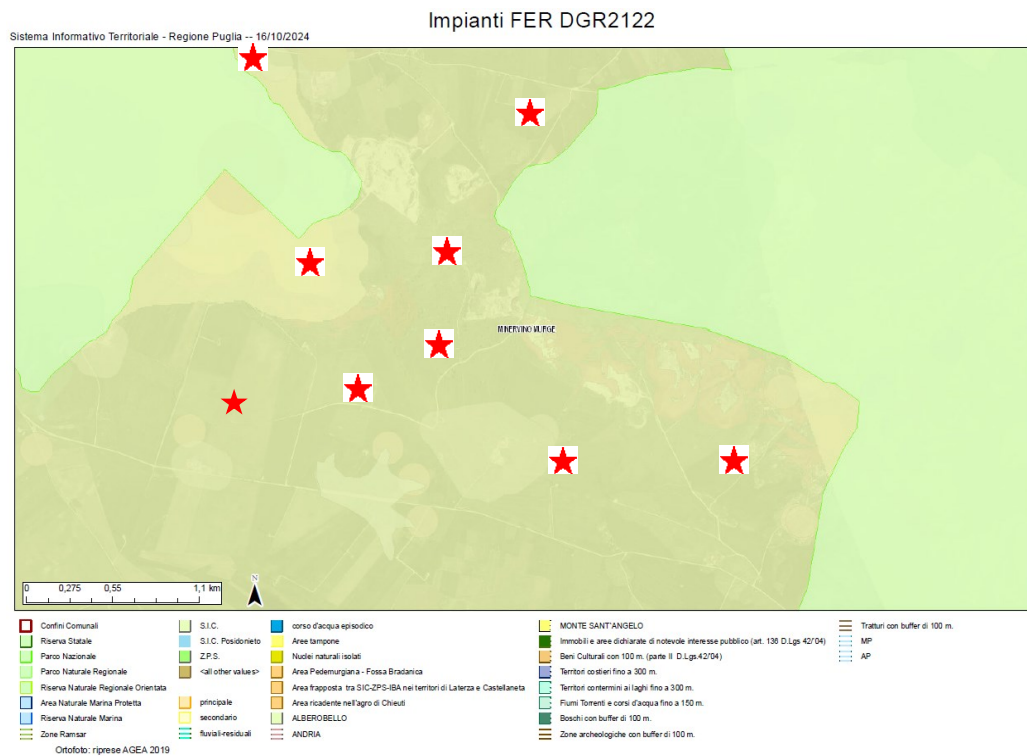 Impianti FER DGR2122
Sistema Informativo Territoriale - Regione Puglia -- 16/10/2024
MINERVINO MURGE
0 0,275 0,55 1,1 km
N
Confini Comunali
Riserva Statale
Parco Nazionale
Parco Naturale Regionale
Riserva Naturale Regionale Orientata
Area Naturale Marina Protetta
Riserva Naturale Marina
Zone Ramsar
S.I.C.
S.I.C. Posidonieto
Z.P.S.
<all other values>
principale
secondario
fluviali-residuali
corso d'acqua episodico
Aree tampone
Nuclei naturali isolati
Area Pedemurgiana - Fossa Bradanica
Area frapposta tra SIC-ZPS-IBA nei territori di Laterza e Castellaneta
Area ricadente nell'agro di Chieuti
ALBEROBELLO
ANDRIA
MONTE SANT'ANGELO
Immobili e aree dichiarate di notevole interesse pubblico (art. 136 D.Lgs 42/'04)
Beni Culturali con 100 m. (parte II D.Lgs.42/'04)
Territori costieri fino a 300 m.
Territori contermini ai laghi fino a 300 m.
Fiumi Torrenti e corsi d'acqua fino a 150 m.
Boschi con buffer di 100 m.
Zone archeologiche con buffer di 100 m.
Tratturi con buffer di 100 m.
MP
AP
Ortofoto: riprese AGEA 2019